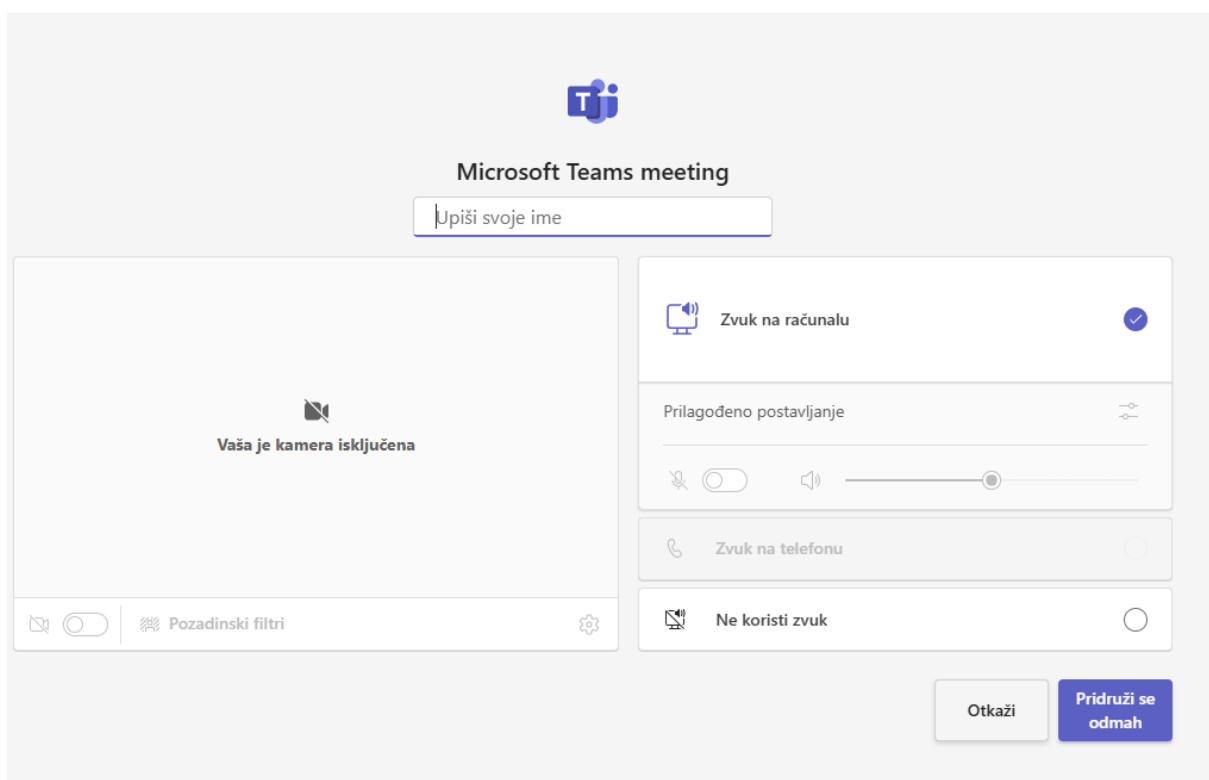 Microsoft Teams meeting
Upiši svoje ime
Vaša je kamera isključena
Pozadinski filtri
Zvuk na računalu
Prilagođeno postavljanje
Zvuk na telefonu
Ne koristi zvuk
Otkaži
Pridruži se
odmah